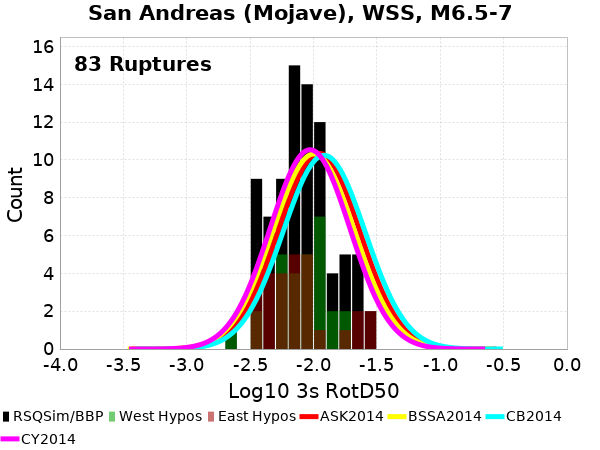 San Andreas (Mojave), WSS, M6.5-7
83 Ruptures
16
14
12
10
8
6
4
2
0
Count
-4.0 -3.5 -3.0 -2.5 -2.0 -1.5 -1.0 -0.5 0.0
Log10 3s RotD50
RSQSim/BBP West Hypos East Hypos ASK2014 BSSA2014 CB2014
CY2014